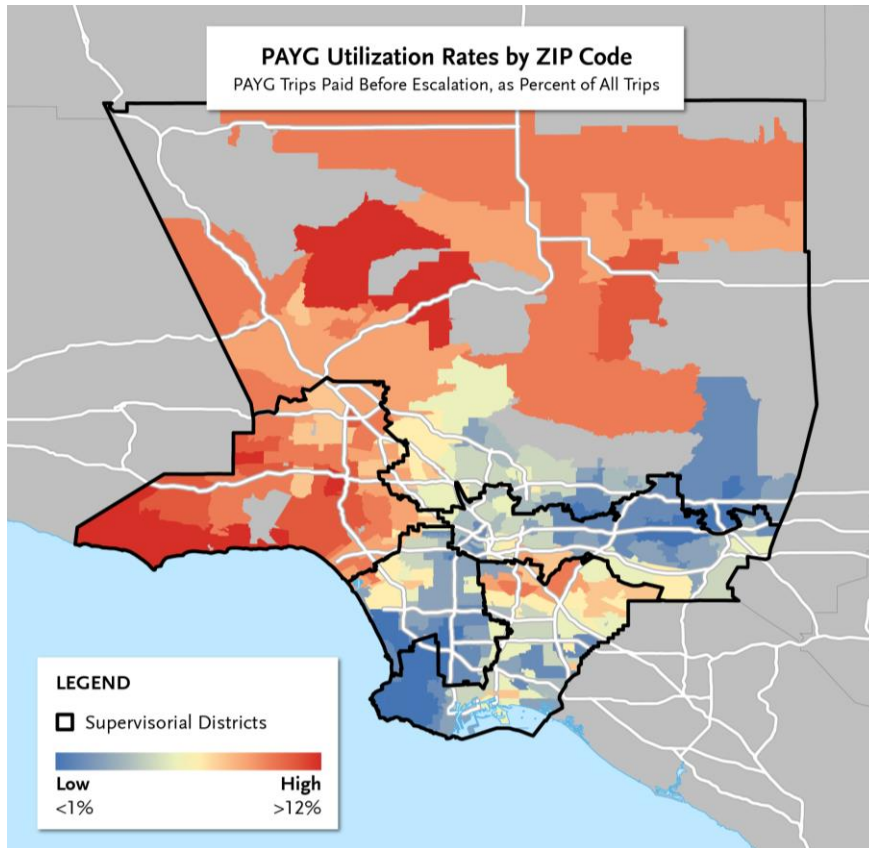 PAYG Utilization Rates by ZIP Code
PAYG Trips Paid Before Escalation, as Percent of All Trips
LEGEND
Supervisorial Districts
Low High
<1% >12%